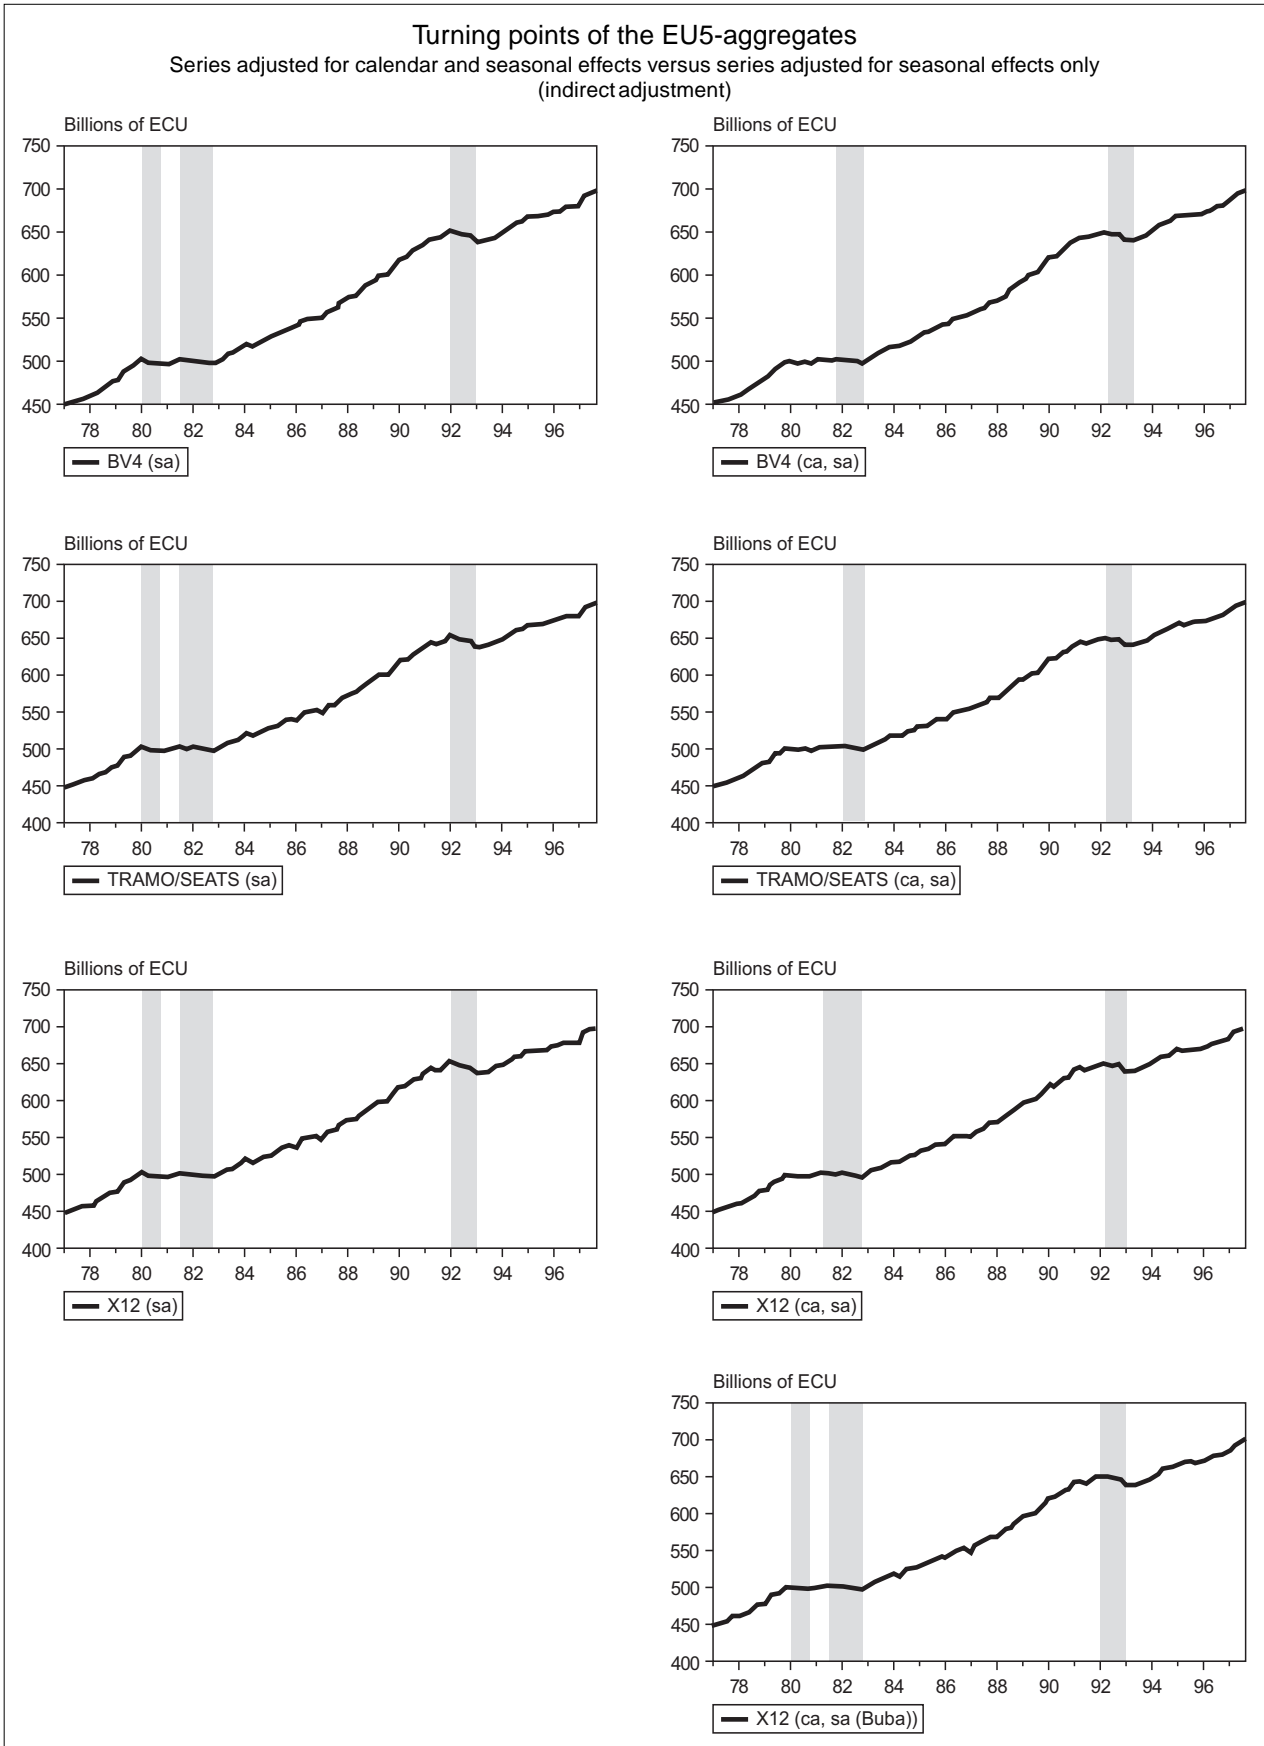 Turning points of the EU5-aggregates
Series adjusted for calendar and seasonal effects versus series adjusted for seasonal effects only
(indirect adjustment)
Billions of ECU
750
700
650
600
550
500
450
78 80 82 84 86 88 90 92 94 96
BV4 (sa)
Billions of ECU
750
700
650
600
550
500
450
78 80 82 84 86 88 90 92 94 96
BV4 (ca, sa)
Billions of ECU
750
700
650
600
550
500
450
400
78 80 82 84 86 88 90 92 94 96
TRAMO/SEATS (sa)
Billions of ECU
750
700
650
600
550
500
450
400
78 80 82 84 86 88 90 92 94 96
TRAMO/SEATS (ca, sa)
Billions of ECU
750
700
650
600
550
500
450
400
78 80 82 84 86 88 90 92 94 96
X12 (sa)
Billions of ECU
750
700
650
600
550
500
450
400
78 80 82 84 86 88 90 92 94 96
X12 (ca, sa)
Billions of ECU
750
700
650
600
550
500
450
400
78 80 82 84 86 88 90 92 94 96
X12 (ca, sa (Buba))